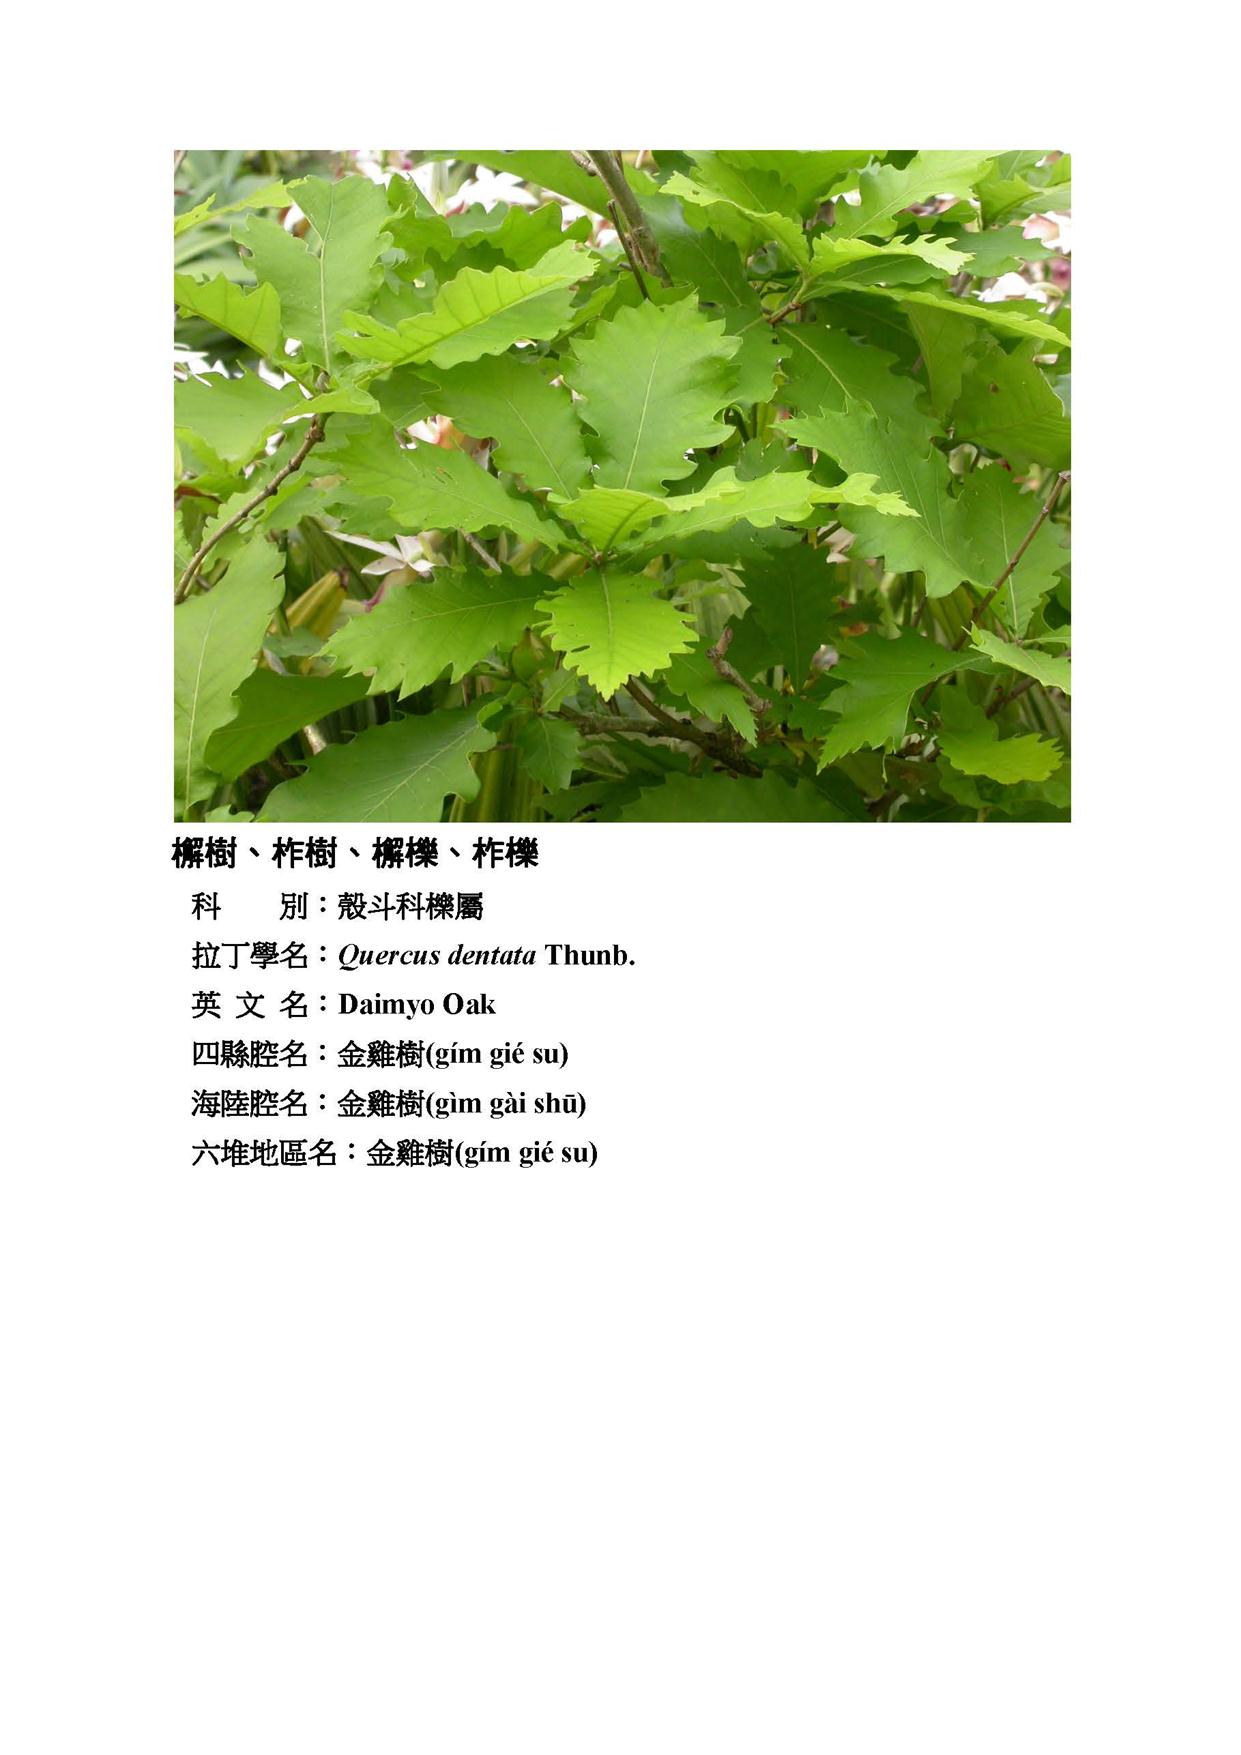 檞樹、柞樹、檞櫟、柞櫟
科　　別：殼斗科櫟屬
拉丁學名：Quercus dentata Thunb.
英 文 名：Daimyo Oak
四縣腔名：金雞樹(gím gié su)
海陸腔名：金雞樹(gìm gài shū)
六堆地區名：金雞樹(gím gié su)